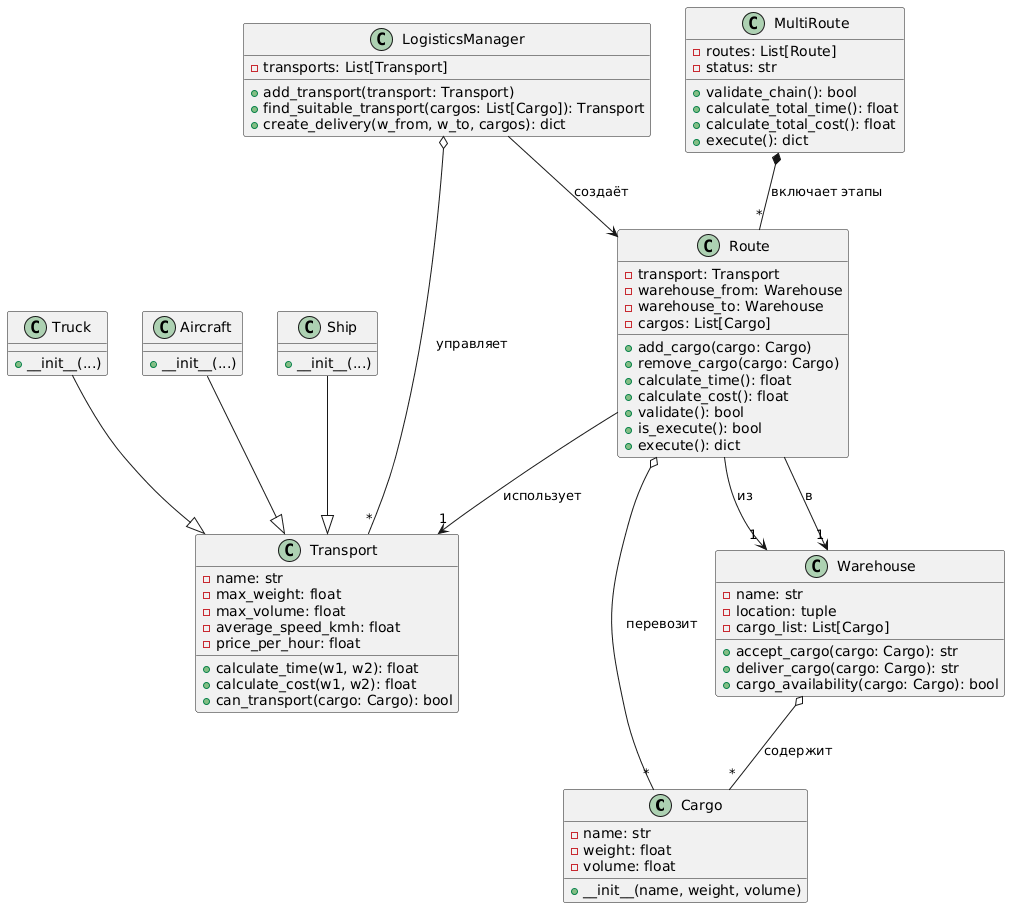 LogisticsManager
transports: List[Transport]
add_transport(transport: Transport)
find_suitable_transport(cargos: List[Cargo]): Transport
create_delivery(w_from, w_to, cargos): dict
MultiRoute
routes: List[Route]
status: str
validate_chain(): bool
calculate_total_time(): float
calculate_total_cost(): float
execute(): dict
создаёт
включает этапы
*
Route
transport: Transport
warehouse_from: Warehouse
warehouse_to: Warehouse
cargos: List[Cargo]
add_cargo(cargo: Cargo)
remove_cargo(cargo: Cargo)
calculate_time(): float
calculate_cost(): float
validate(): bool
is_execute(): bool
execute(): dict
Truck
__init__(...)
Aircraft
__init__(...)
Ship
__init__(...)
управляет
*
использует
1
из
1
в
1
Transport
name: str
max_weight: float
max_volume: float
average_speed_kmh: float
price_per_hour: float
calculate_time(w1, w2): float
calculate_cost(w1, w2): float
can_transport(cargo: Cargo): bool
перевозит
*
Warehouse
name: str
location: tuple
cargo_list: List[Cargo]
accept_cargo(cargo: Cargo): str
deliver_cargo(cargo: Cargo): str
cargo_availability(cargo: Cargo): bool
содержит
*
Cargo
name: str
weight: float
volume: float
__init__(name, weight, volume)